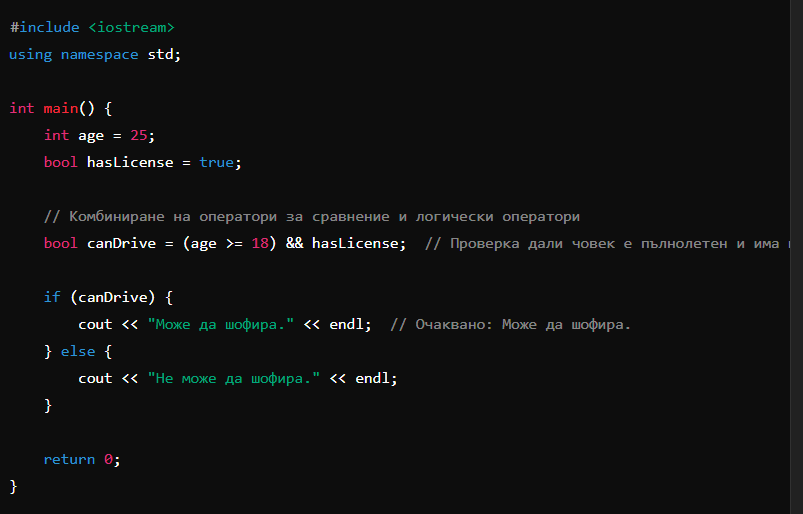 #include <iostream>
using namespace std;
int main() {
    int age = 25;
    bool hasLicense = true;
    // Комбиниране на оператори за сравнение и логически оператори
    bool canDrive = (age >= 18) && hasLicense;  // Проверка дали човек е пълнолетен и има
    if (canDrive) {
        cout << "Може да шофира." << endl;  // Очаквано: Може да шофира.
    } else {
        cout << "Не може да шофира." << endl;
    }
    return 0;
}